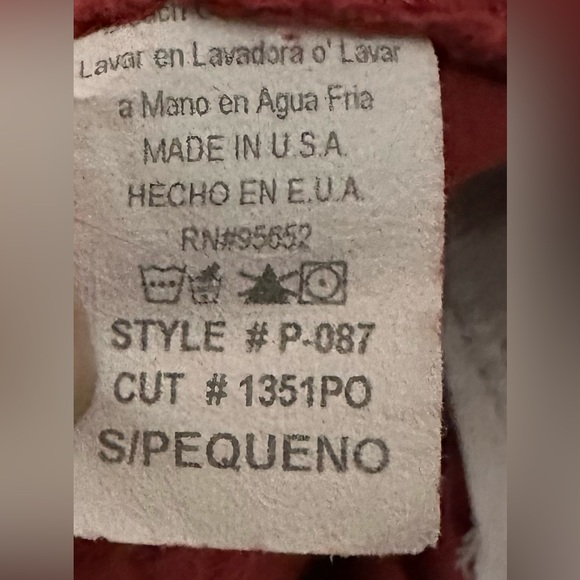 Lavar en Lavadora o' Lavar
a Mano en Agua Fria
MADE IN U.S.A.
HECHO EN E.U.A.
RN#95652
STYLE # P-087
CUT # 1351PO
S/PEQUENO